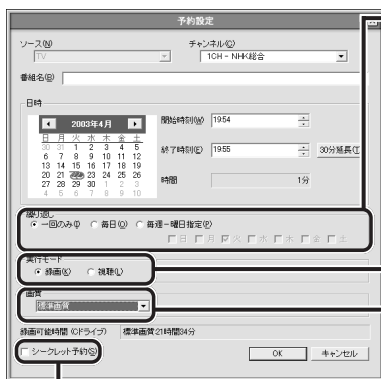 予約設定
ソース(N) チャンネル(C)
TV 1CH - NHK総合
番組名(B)
日時
2003年4月
日 月 火 水 木 金 土
30 31 1 2 3 4 5
6 7 8 9 10 11 12
13 14 15 16 17 18 19
20 21 22 23 24 25 26
27 28 29 30 1 2 3
4 5 6 7 8 9 10
開始時刻(W) 19:54
終了時刻(E) 19:55 30分延長(T
時間 1分
繰り返し
一回のみ(I) 毎日(O) 毎週-曜日指定(P)
日 月 火 水 木 金 土
実行モード
録画(K) 視聴(L)
画質
標準画質
録画可能時間 (Cドライブ) 標準画質 21時間34分
シークレット予約(S)
OK キャンセル